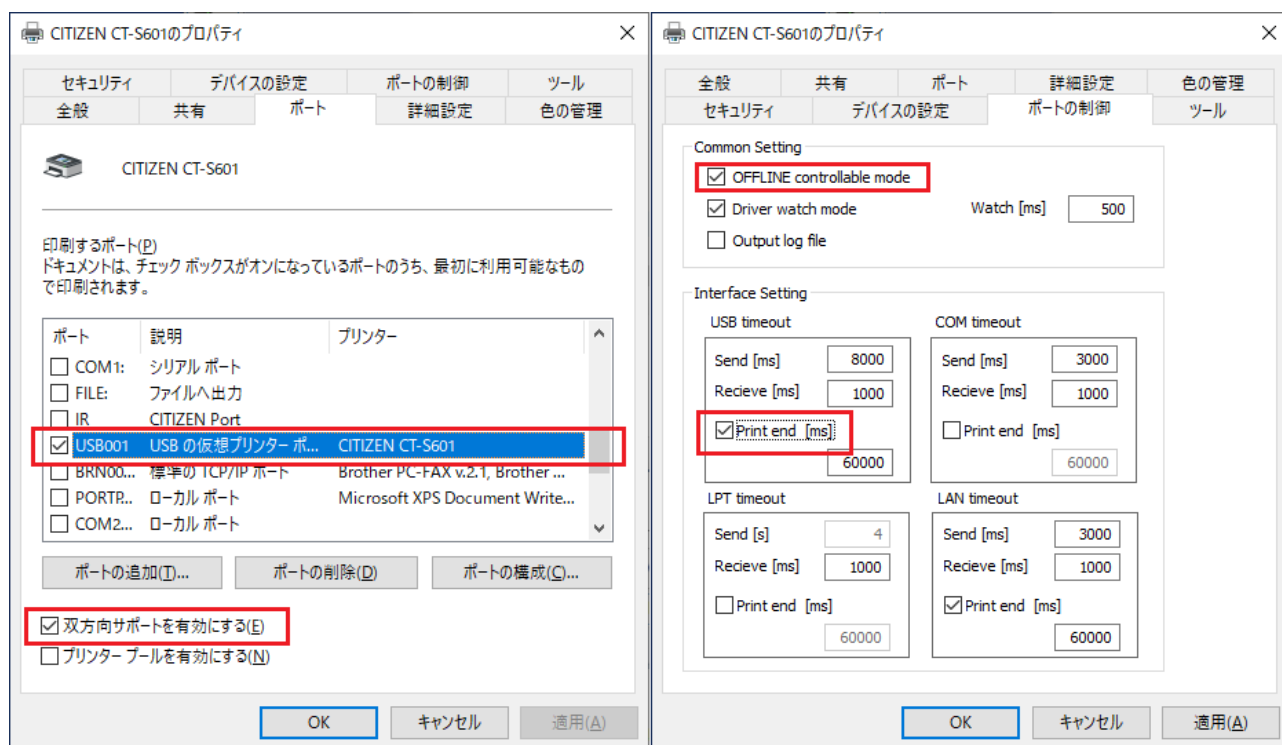 CITIZEN CT-S601のプロパティ
セキュリティ デバイスの設定 ポートの制御 ツール
全般 共有 ポート 詳細設定 色の管理
CITIZEN CT-S601
印刷するポート(P)
ドキュメントは、チェック ボックスがオンになっているポートのうち、最初に利用可能なもの
で印刷されます。
ポート 説明 プリンター
COM1: シリアル ポート
FILE: ファイルへ出力
IR CITIZEN Port
USB001 USB の仮想プリンター ポ... CITIZEN CT-S601
BRN00... 標準の TCP/IP ポート Brother PC-FAX v.2.1, Brother ...
PORTP... ローカル ポート Microsoft XPS Document Write...
COM2... ローカル ポート
ポートの追加(T)... ポートの削除(D) ポートの構成(C)...
双方向サポートを有効にする(E)
プリンター プールを有効にする(N)
OK キャンセル 適用(A)
CITIZEN CT-S601のプロパティ
全般 共有 ポート 詳細設定 色の管理
セキュリティ デバイスの設定 ポートの制御 ツール
Common Setting
OFFLINE controllable mode
Driver watch mode Watch [ms] 500
Output log file
Interface Setting
USB timeout
Send [ms] 8000
Recieve [ms] 1000
Print end [ms]
60000
COM timeout
Send [ms] 3000
Recieve [ms] 1000
Print end [ms]
60000
LPT timeout
Send [s] 4
Recieve [ms] 1000
Print end [ms]
60000
LAN timeout
Send [ms] 3000
Recieve [ms] 1000
Print end [ms]
60000
OK キャンセル 適用(A)